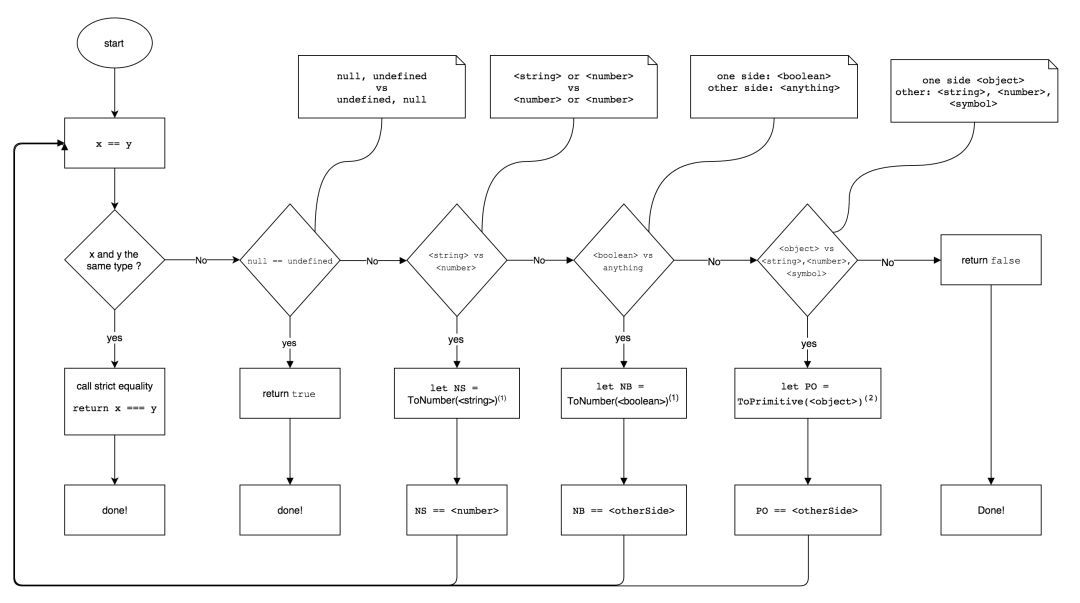 start
null, undefined
vs
undefined, null
<string> or <number>
vs
<number> or <number>
one side: <boolean>
other side: <anything>
one side <object>
other: <string>, <number>,
<symbol>
x == y
x and y the
same type ?
No
null == undefined
No
<string> vs
<number>
No
<boolean> vs
anything
No
<object> vs
<string>,<number>,
<symbol>
No
return false
yes
yes
yes
yes
yes
call strict equality
return x === y
return true
let NS =
ToNumber(<string>)(1)
let NB =
ToNumber(<boolean>)(1)
let PO =
ToPrimitive(<object>)(2)
done!
done!
NS == <number>
NB == <otherSide>
PO == <otherSide>
Done!